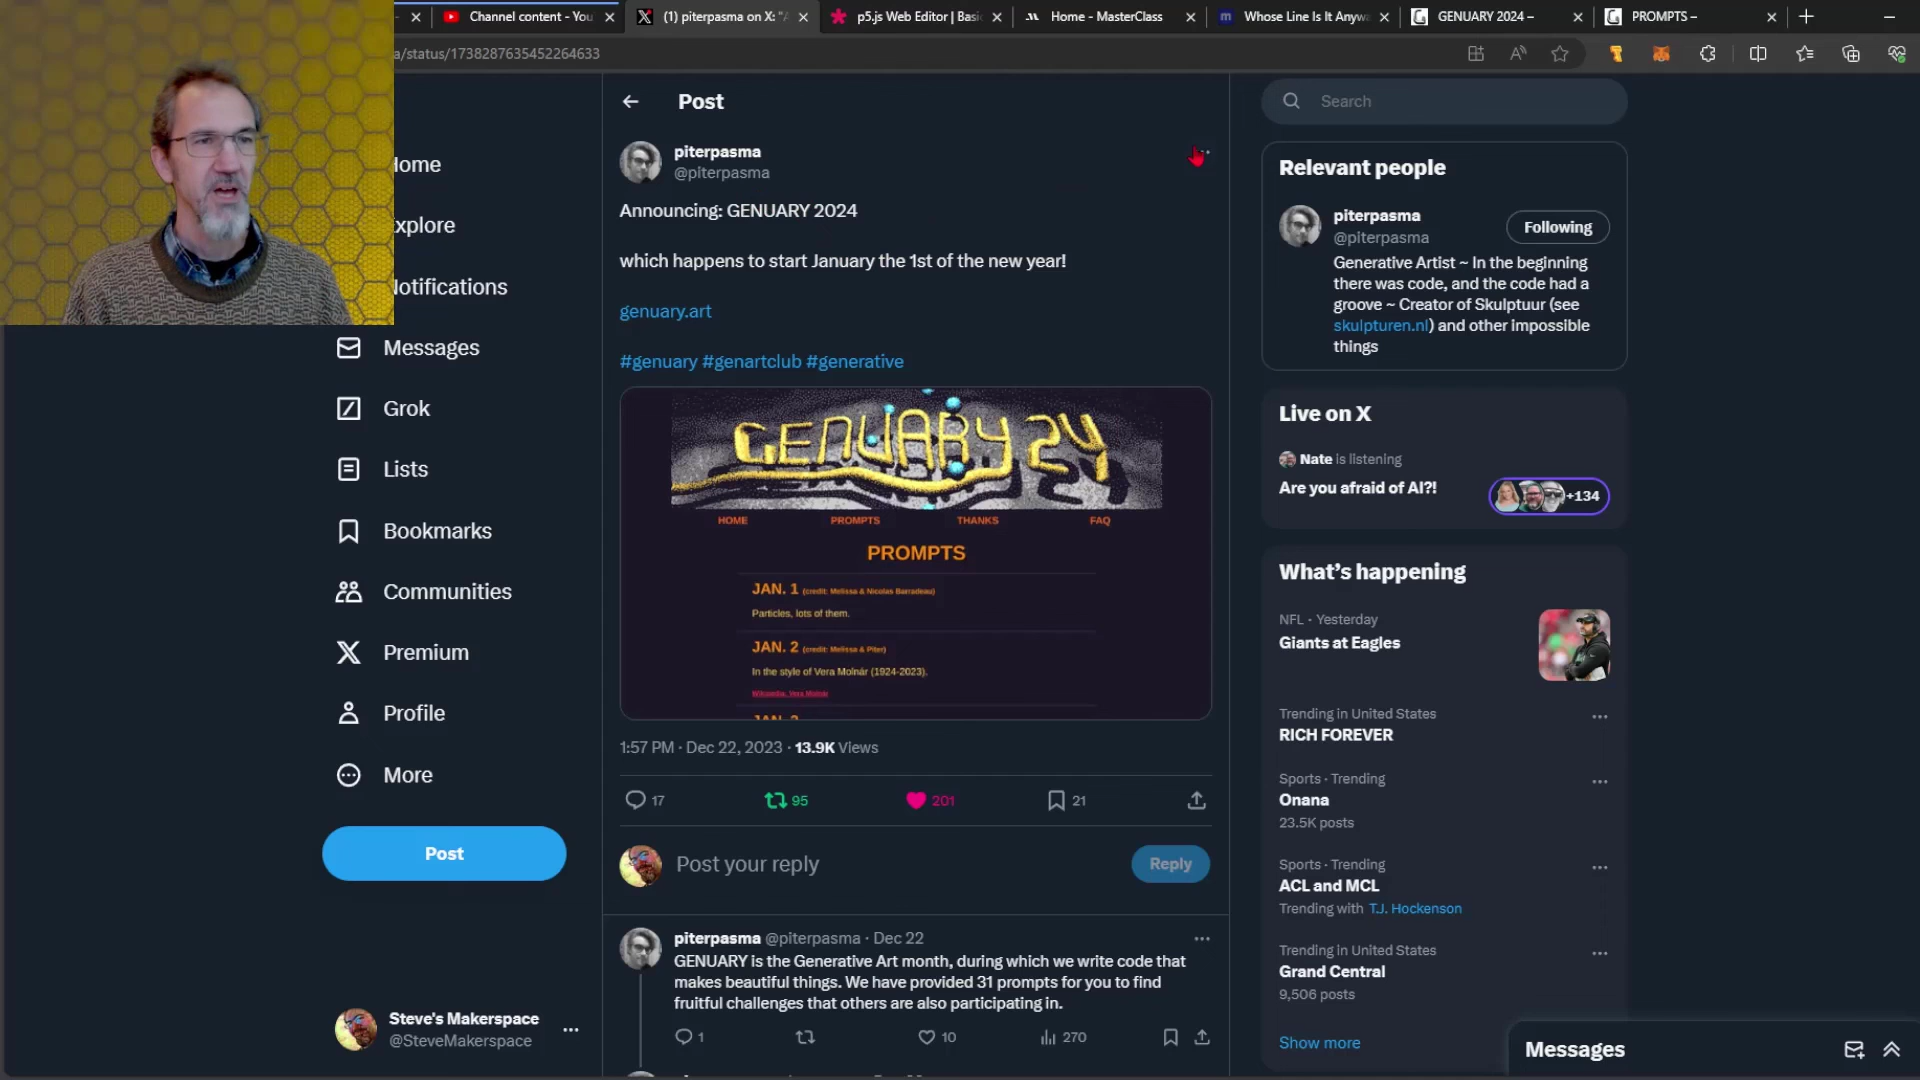 Channel content - You
(1) piterpasma on X: "A
p5.js Web Editor | Basi
Home - MasterClass
Whose Line Is It Anyw
GENUARY 2024 –
PROMPTS –
a/status/1738287635452264633
Home
Explore
Notifications
Messages
Grok
Lists
Bookmarks
Communities
Premium
Profile
More
Post
Steve's Makerspace
@SteveMakerspace
Post
piterpasma
@piterpasma
Announcing: GENUARY 2024
which happens to start January the 1st of the new year!
genuary.art
#genuary #genartclub #generative
GENUARY 24
HOME
PROMPTS
THANKS
FAQ
PROMPTS
JAN. 1 (credit: Melissa & Nicolas Barradeau)
Particles, lots of them.
JAN. 2 (credit: Melissa & Piter)
In the style of Vera Molnár (1924-2023).
Wikipedia, Vera Molnár
1:57 PM · Dec 22, 2023 · 13.9K Views
17
95
201
21
Post your reply
Reply
piterpasma @piterpasma · Dec 22
GENUARY is the Generative Art month, during which we write code that
makes beautiful things. We have provided 31 prompts for you to find
fruitful challenges that others are also participating in.
1
10
270
Search
Relevant people
piterpasma
@piterpasma
Following
Generative Artist ~ In the beginning
there was code, and the code had a
groove ~ Creator of Skulptuur (see
skulpturen.nl) and other impossible
things
Live on X
Nate is listening
Are you afraid of AI?!
+134
What's happening
NFL · Yesterday
Giants at Eagles
Trending in United States
RICH FOREVER
Sports · Trending
Onana
23.5K posts
Sports · Trending
ACL and MCL
Trending with T.J. Hockenson
Trending in United States
Grand Central
9,506 posts
Show more
Messages